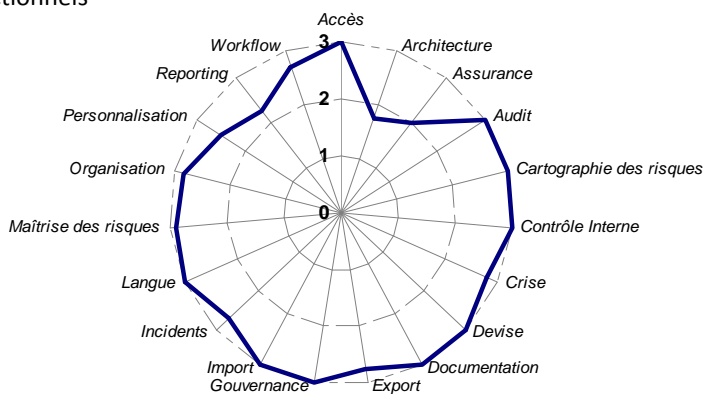 Accès
Workflow
Architecture
Reporting
Assurance
Personnalisation
Audit
Organisation
Cartographie des risques
Maîtrise des risques
Contrôle Interne
Langue
Crise
Incidents
Devise
Import
Documentation
Gouvernance
Export
3
2
1
0